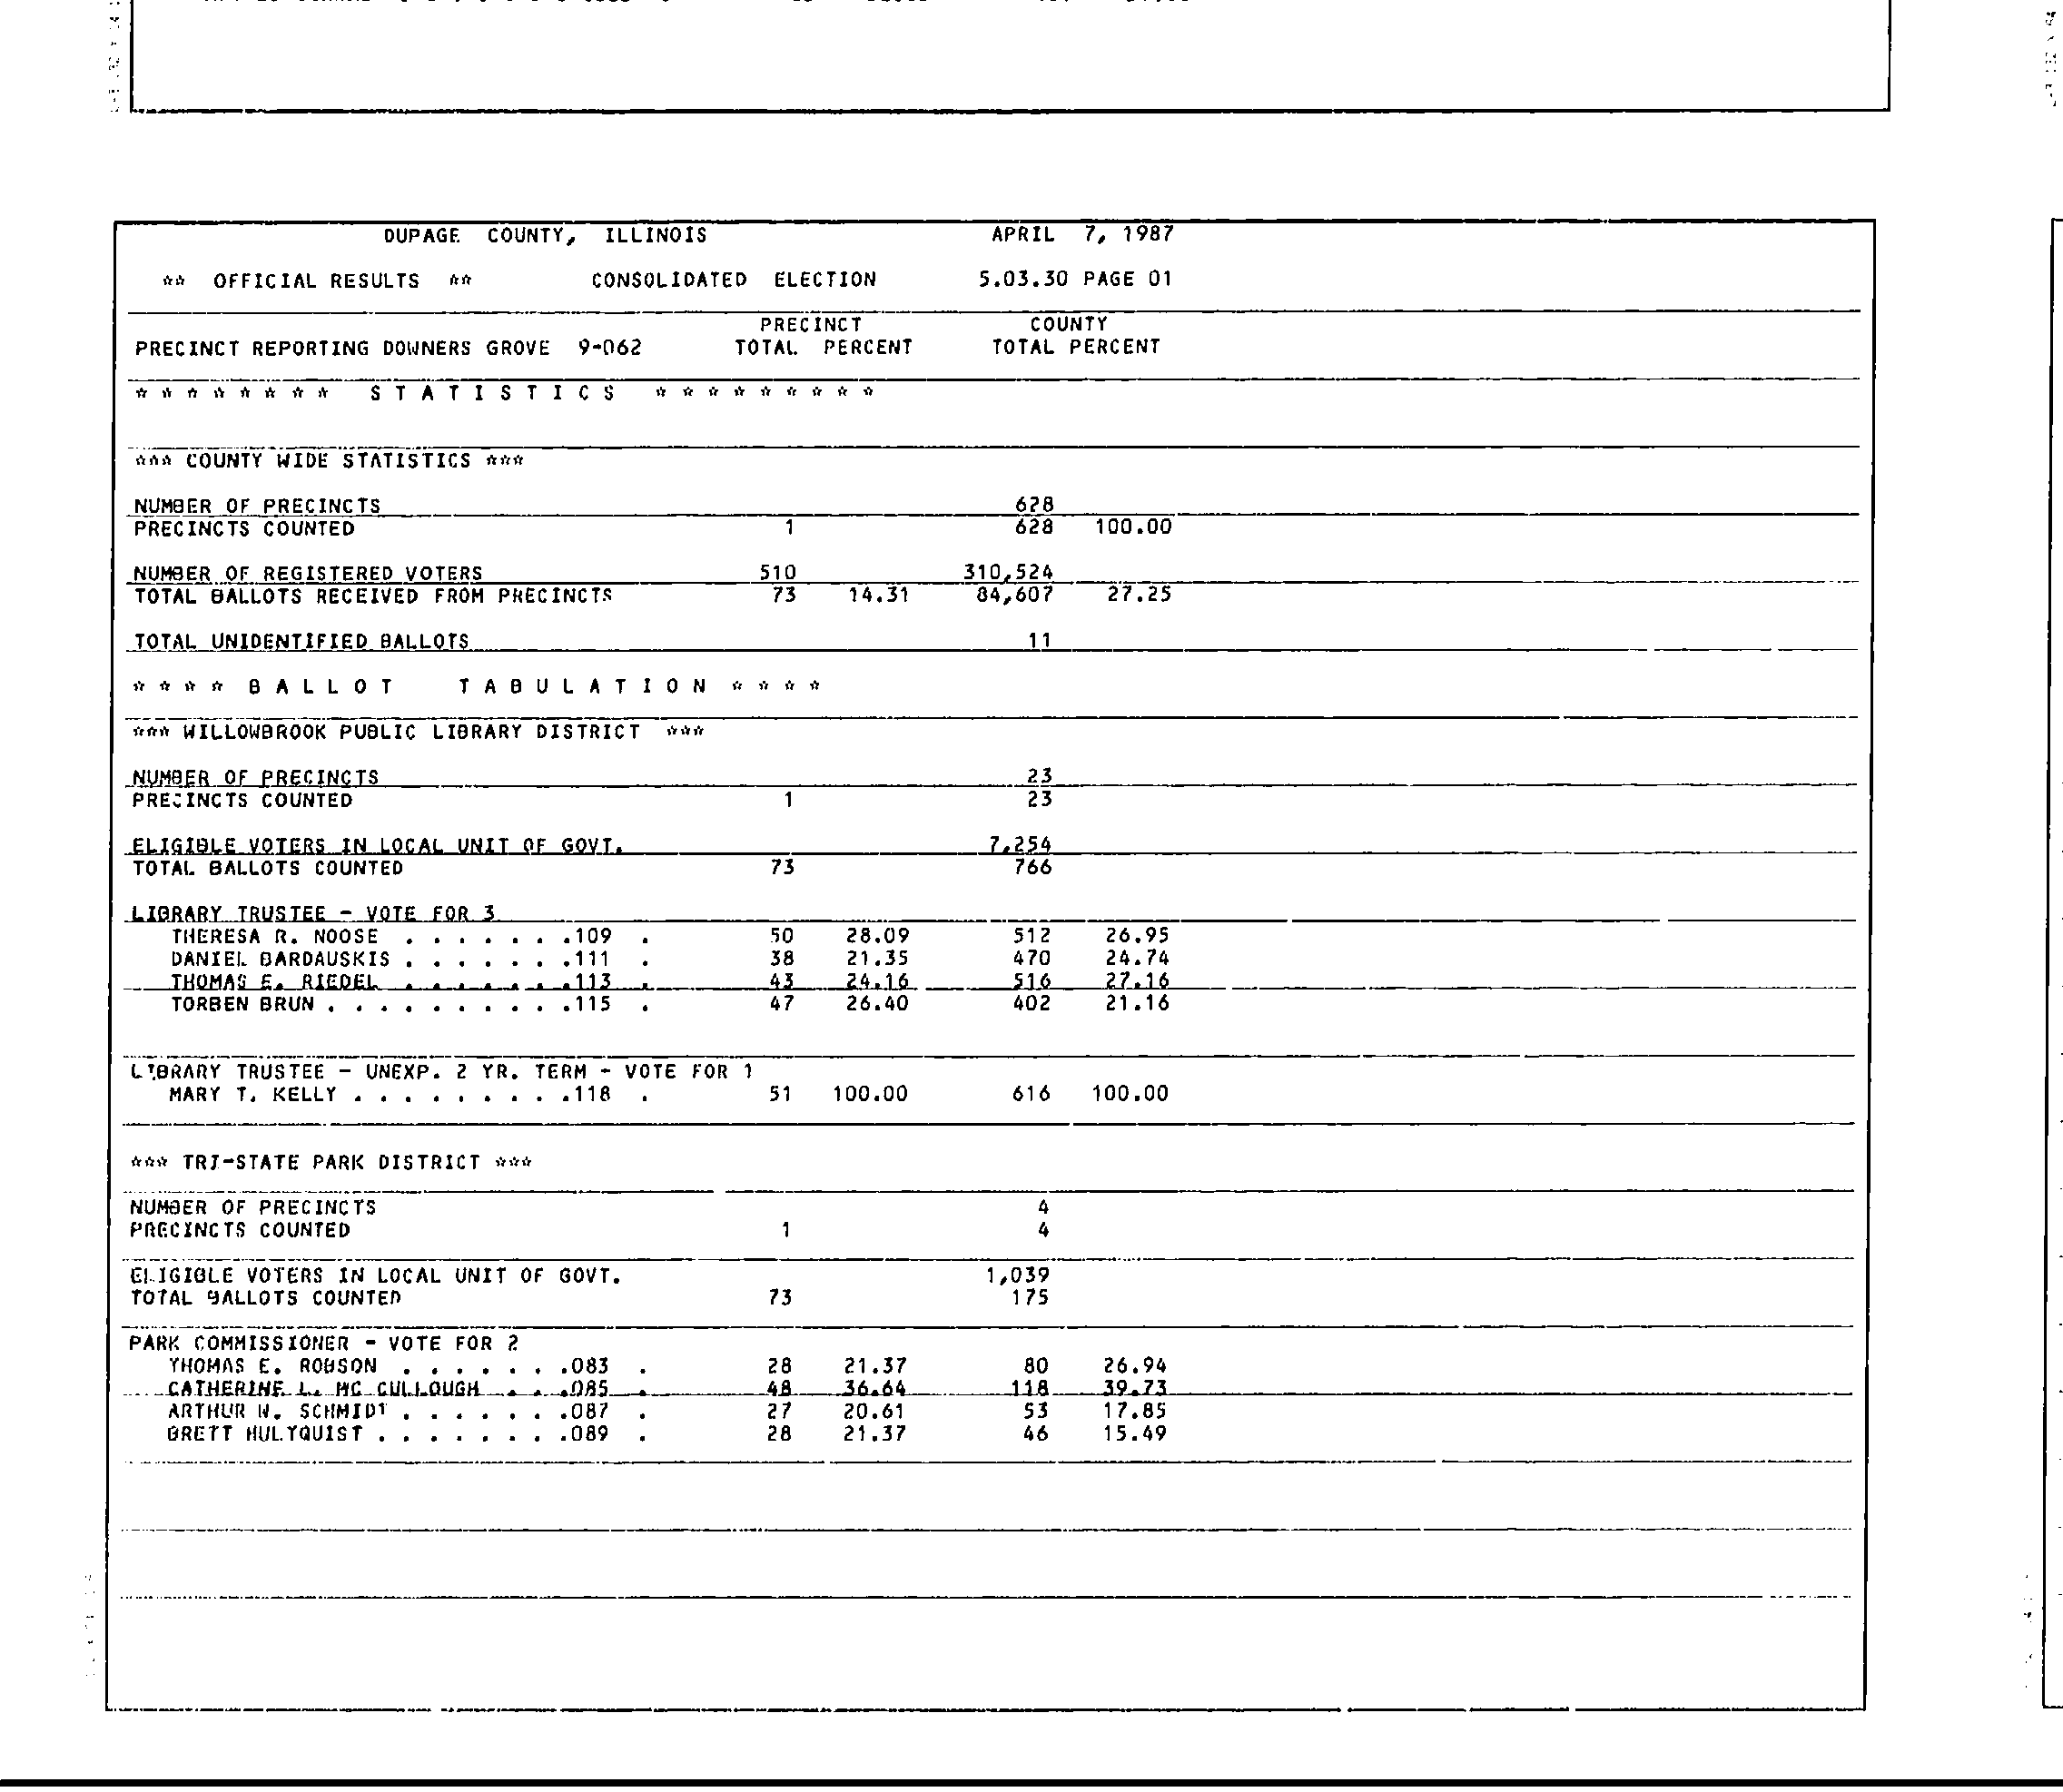 DUPAGE COUNTY, ILLINOIS APRIL 7, 1987
** OFFICIAL RESULTS ** CONSOLIDATED ELECTION 5.03.30 PAGE 01
PRECINCT COUNTY
PRECINCT REPORTING DOWNERS GROVE 9-062 TOTAL PERCENT TOTAL PERCENT
* * * * * * * * S T A T I S T I C S * * * * * * * * *
*** COUNTY WIDE STATISTICS ***
NUMBER OF PRECINCTS 628
PRECINCTS COUNTED 1 628 100.00
NUMBER OF REGISTERED VOTERS 510 310,524
TOTAL BALLOTS RECEIVED FROM PRECINCTS 73 14.31 84,607 27.25
TOTAL UNIDENTIFIED BALLOTS 11
* * * * B A L L O T T A B U L A T I O N * * * *
*** WILLOWBROOK PUBLIC LIBRARY DISTRICT ***
NUMBER OF PRECINCTS 23
PRECINCTS COUNTED 1 23
ELIGIBLE VOTERS IN LOCAL UNIT OF GOVT. 7,254
TOTAL BALLOTS COUNTED 73 766
LIBRARY TRUSTEE - VOTE FOR 3
THERESA R. NOOSE . . . . . . .109 . 50 28.09 512 26.95
DANIEL BARDAUSKIS . . . . . . .111 . 38 21.35 470 24.74
THOMAS E. RIEDEL . . . . . . .113 . 43 24.16 516 27.16
TORBEN BRUN . . . . . . . . . .115 . 47 26.40 402 21.16
LIBRARY TRUSTEE - UNEXP. 2 YR. TERM - VOTE FOR 1
MARY T. KELLY . . . . . . . . .118 . 51 100.00 616 100.00
*** TRI-STATE PARK DISTRICT ***
NUMBER OF PRECINCTS 4
PRECINCTS COUNTED 1 4
ELIGIBLE VOTERS IN LOCAL UNIT OF GOVT. 1,039
TOTAL BALLOTS COUNTED 73 175
PARK COMMISSIONER - VOTE FOR 2
THOMAS E. ROBSON . . . . . . .083 . 28 21.37 80 26.94
CATHERINE L. MC CULLOUGH . . .085 . 48 36.64 118 39.73
ARTHUR W. SCHMIDT . . . . . . .087 . 27 20.61 53 17.85
BRETT HULTQUIST . . . . . . . .089 . 28 21.37 46 15.49